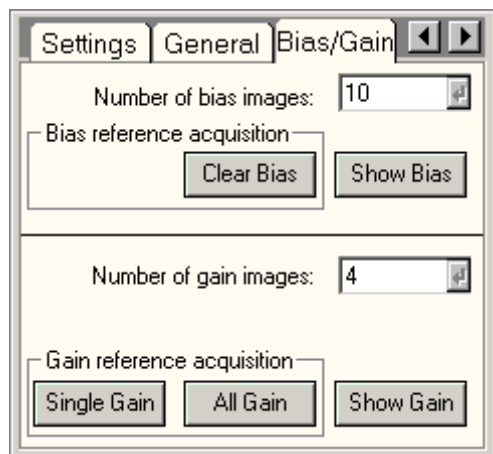 Settings General Bias/Gain
Number of bias images: 10
Bias reference acquisition
Clear Bias Show Bias
Number of gain images: 4
Gain reference acquisition
Single Gain All Gain Show Gain